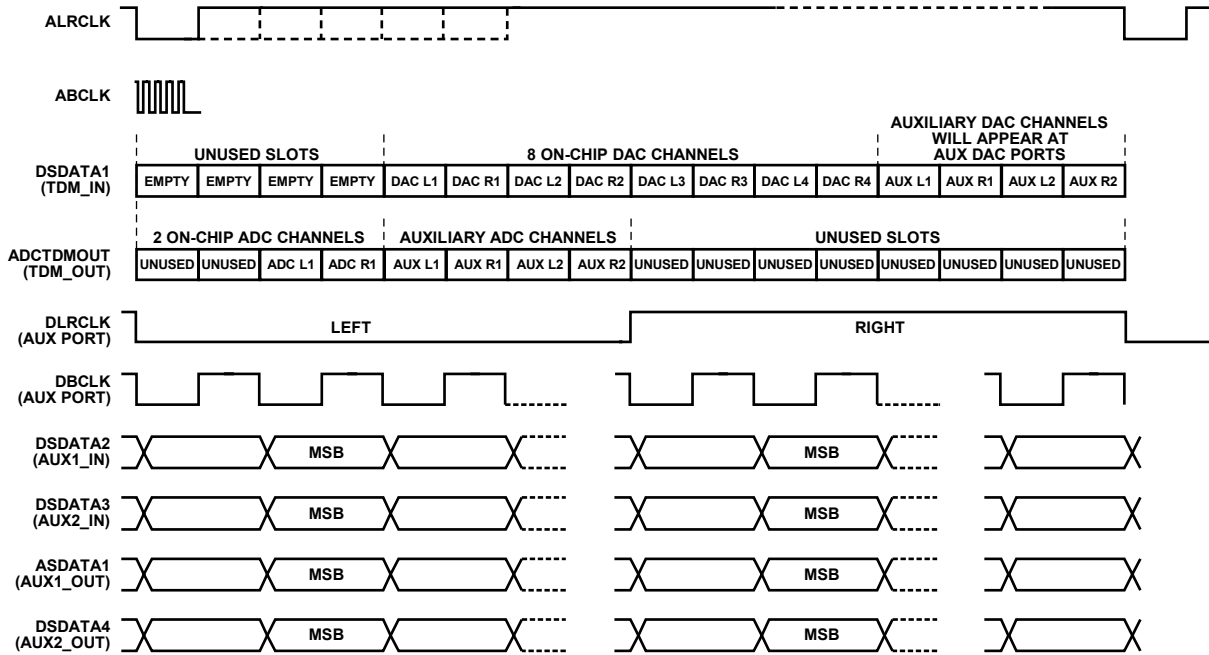 ALRCLK
ABCLK
AUXILIARY DAC CHANNELS
WILL APPEAR AT
AUX DAC PORTS
UNUSED SLOTS 8 ON-CHIP DAC CHANNELS
DSDATA1
(TDM_IN)
EMPTY EMPTY EMPTY EMPTY DAC L1 DAC R1 DAC L2 DAC R2 DAC L3 DAC R3 DAC L4 DAC R4 AUX L1 AUX R1 AUX L2 AUX R2
2 ON-CHIP ADC CHANNELS AUXILIARY ADC CHANNELS UNUSED SLOTS
ADCTDMOUT
(TDM_OUT)
UNUSED UNUSED ADC L1 ADC R1 AUX L1 AUX R1 AUX L2 AUX R2 UNUSED UNUSED UNUSED UNUSED UNUSED UNUSED UNUSED UNUSED
DLRCLK
(AUX PORT)
LEFT RIGHT
DBCLK
(AUX PORT)
DSDATA2
(AUX1_IN)
MSB MSB
DSDATA3
(AUX2_IN)
MSB MSB
ASDATA1
(AUX1_OUT)
MSB MSB
DSDATA4
(AUX2_OUT)
MSB MSB